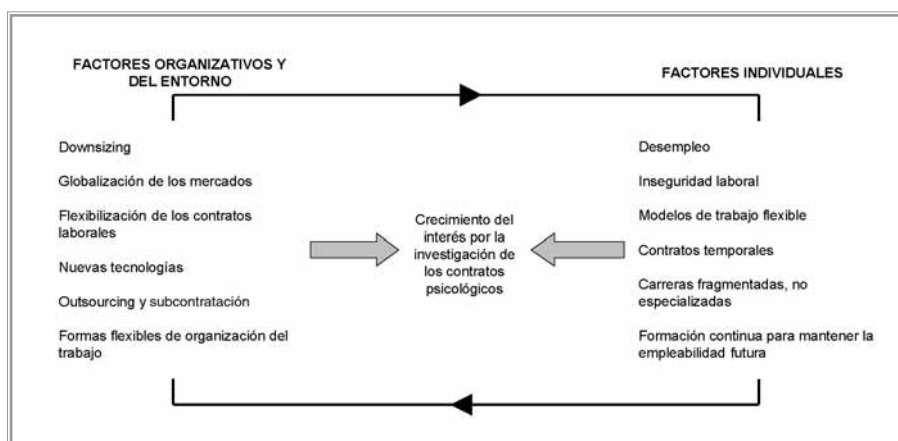 FACTORES ORGANIZATIVOS Y
DEL ENTORNO
Downsizing
Globalización de los mercados
Flexibilización de los contratos
laborales
Nuevas tecnologías
Outsourcing y subcontratación
Formas flexibles de organización del
trabajo
Crecimiento del
interés por la
investigación de
los contratos
psicológicos
FACTORES INDIVIDUALES
Desempleo
Inseguridad laboral
Modelos de trabajo flexible
Contratos temporales
Carreras fragmentadas, no
especializadas
Formación continua para mantener la
empleabilidad futura